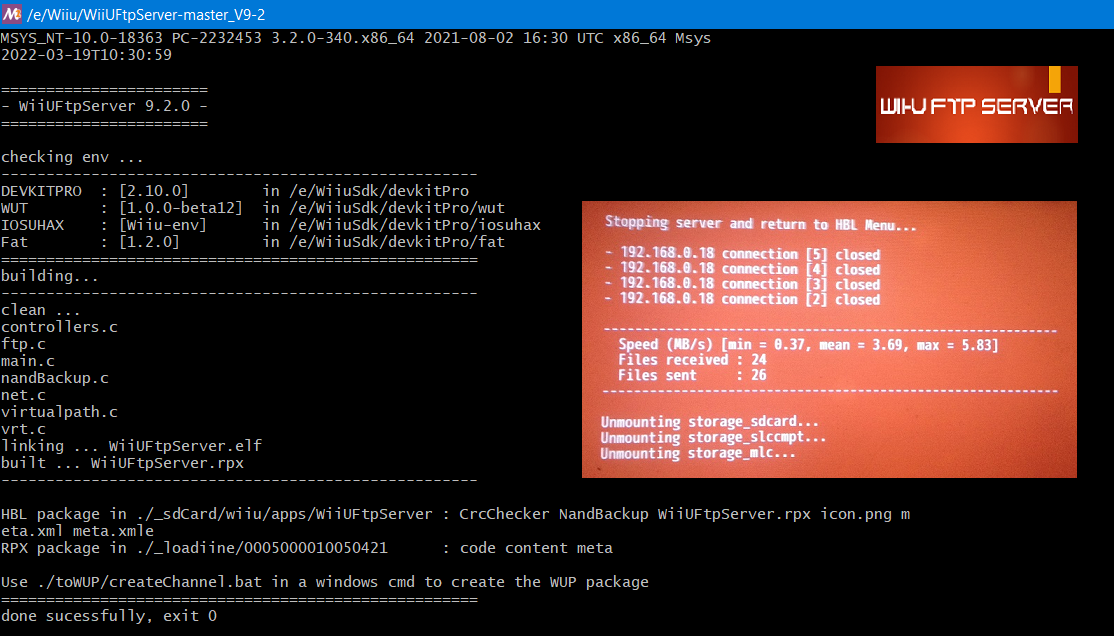 /e/Wiiu/WiiUFtpServer-master_V9-2
MSYS_NT-10.0-18363 PC-2232453 3.2.0-340.x86_64 2021-08-02 16:30 UTC x86_64 Msys
2022-03-19T10:30:59
=======================
- WiiUFtpServer 9.2.0 -
=======================
checking env ...
-----------------------------------------------------
DEVKITPRO  : [2.10.0]        in /e/WiiuSdk/devkitPro
WUT        : [1.0.0-beta12]  in /e/WiiuSdk/devkitPro/wut
IOSUHAX    : [Wiiu-env]      in /e/WiiuSdk/devkitPro/iosuhax
Fat        : [1.2.0]         in /e/WiiuSdk/devkitPro/fat
=====================================================
building...
-----------------------------------------------------
clean ...
controllers.c
ftp.c
main.c
nandBackup.c
net.c
virtualpath.c
vrt.c
linking ... WiiUFtpServer.elf
built ... WiiUFtpServer.rpx
-----------------------------------------------------
HBL package in ./_sdCard/wiiu/apps/WiiUFtpServer : CrcChecker NandBackup WiiUFtpServer.rpx icon.png m
eta.xml meta.xmle
RPX package in ./_loadiine/0005000010050421      : code content meta
Use ./toWUP/createChannel.bat in a windows cmd to create the WUP package
=====================================================
done sucessfully, exit 0
WII-U FTP SERVER
Stopping server and return to HBL Menu...
- 192.168.0.18 connection [5] closed
- 192.168.0.18 connection [4] closed
- 192.168.0.18 connection [3] closed
- 192.168.0.18 connection [2] closed
------------------------------------------------------------
Speed (MB/s) [min = 0.37, mean = 3.69, max = 5.83]
Files received : 24
Files sent     : 26
------------------------------------------------------------
Unmounting storage_sdcard...
Unmounting storage_slccmpt...
Unmounting storage_mlc...